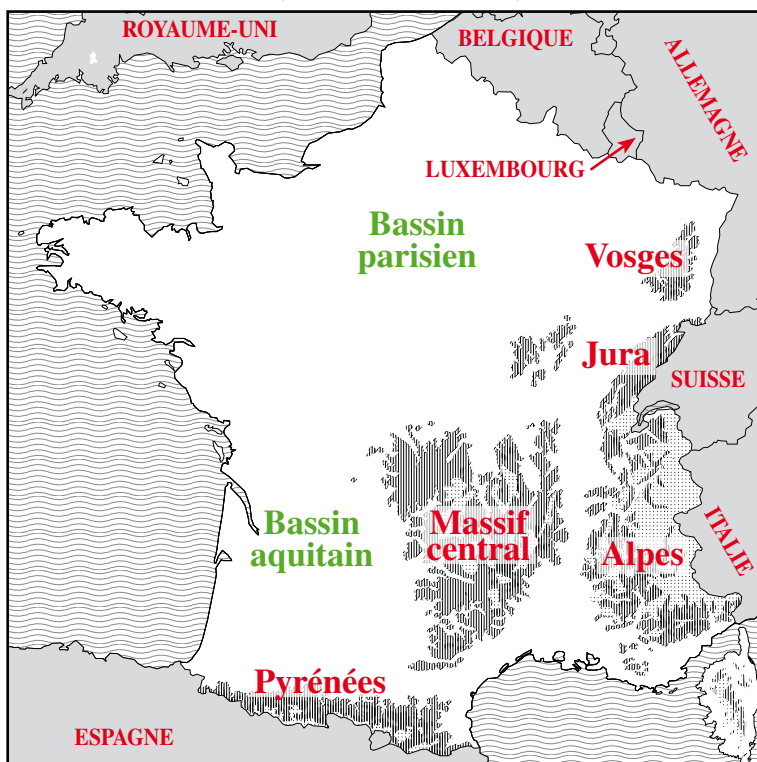 ROYAUME-UNI
BELGIQUE
ALLEMAGNE
LUXEMBOURG
Bassin
parisien
Vosges
Jura
SUISSE
Bassin
aquitain
Massif
central
Alpes
ITALIE
Pyrénées
ESPAGNE